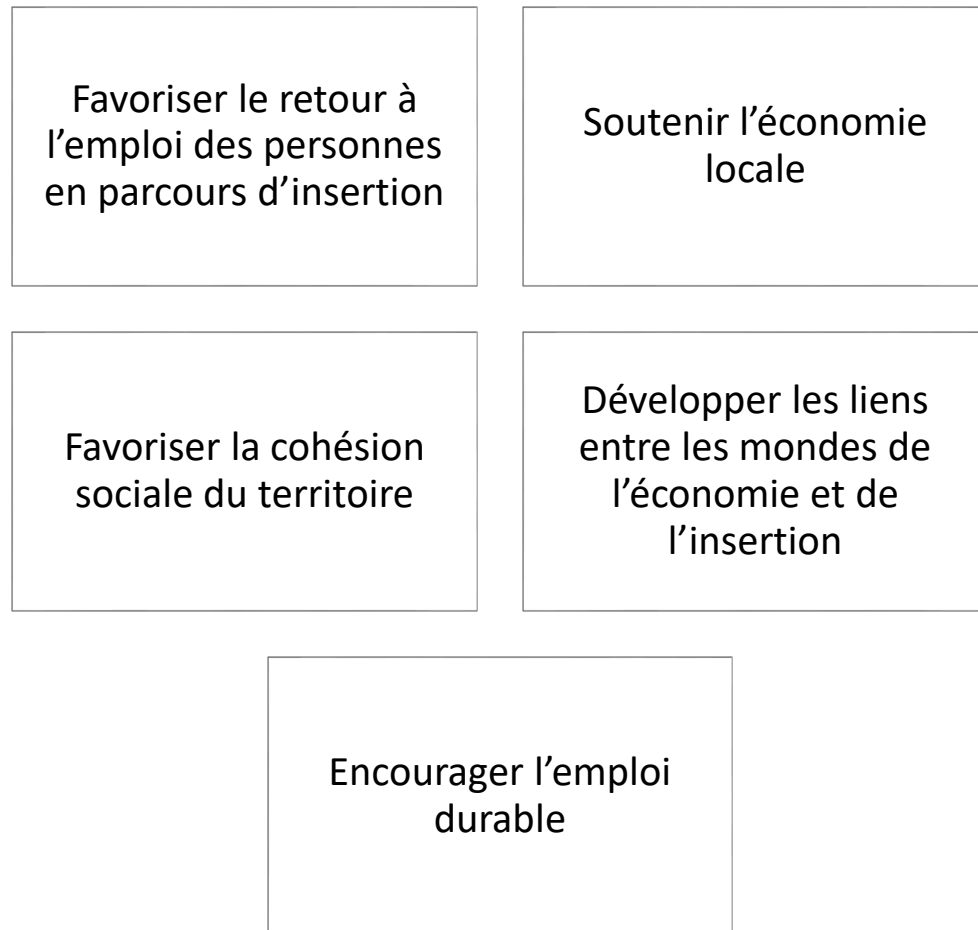 Favoriser le retour à
l’emploi des personnes
en parcours d’insertion
Soutenir l’économie
locale
Favoriser la cohésion
sociale du territoire
Développer les liens
entre les mondes de
l’économie et de
l’insertion
Encourager l’emploi
durable